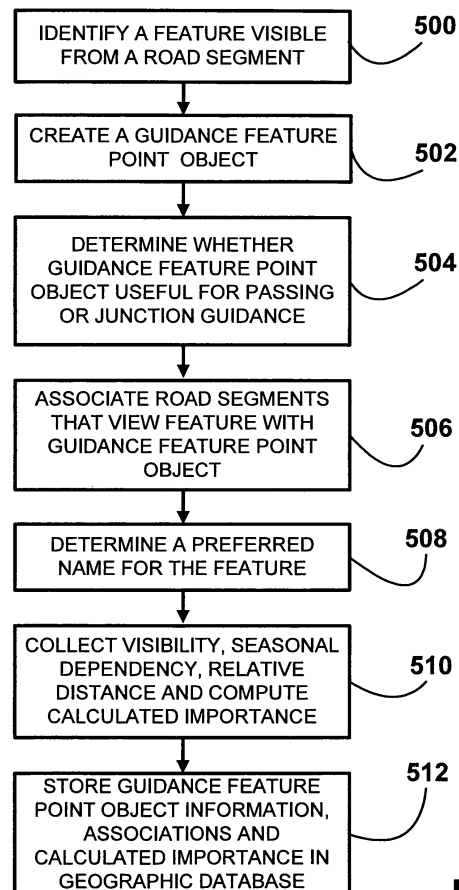 IDENTIFY A FEATURE VISIBLE
FROM A ROAD SEGMENT
500
CREATE A GUIDANCE FEATURE
POINT OBJECT
502
DETERMINE WHETHER
GUIDANCE FEATURE POINT
OBJECT USEFUL FOR PASSING
OR JUNCTION GUIDANCE
504
ASSOCIATE ROAD SEGMENTS
THAT VIEW FEATURE WITH
GUIDANCE FEATURE POINT
OBJECT
506
DETERMINE A PREFERRED
NAME FOR THE FEATURE
508
COLLECT VISIBILITY, SEASONAL
DEPENDENCY, RELATIVE
DISTANCE AND COMPUTE
CALCULATED IMPORTANCE
510
STORE GUIDANCE FEATURE
POINT OBJECT INFORMATION,
ASSOCIATIONS AND
CALCULATED IMPORTANCE IN
GEOGRAPHIC DATABASE
512